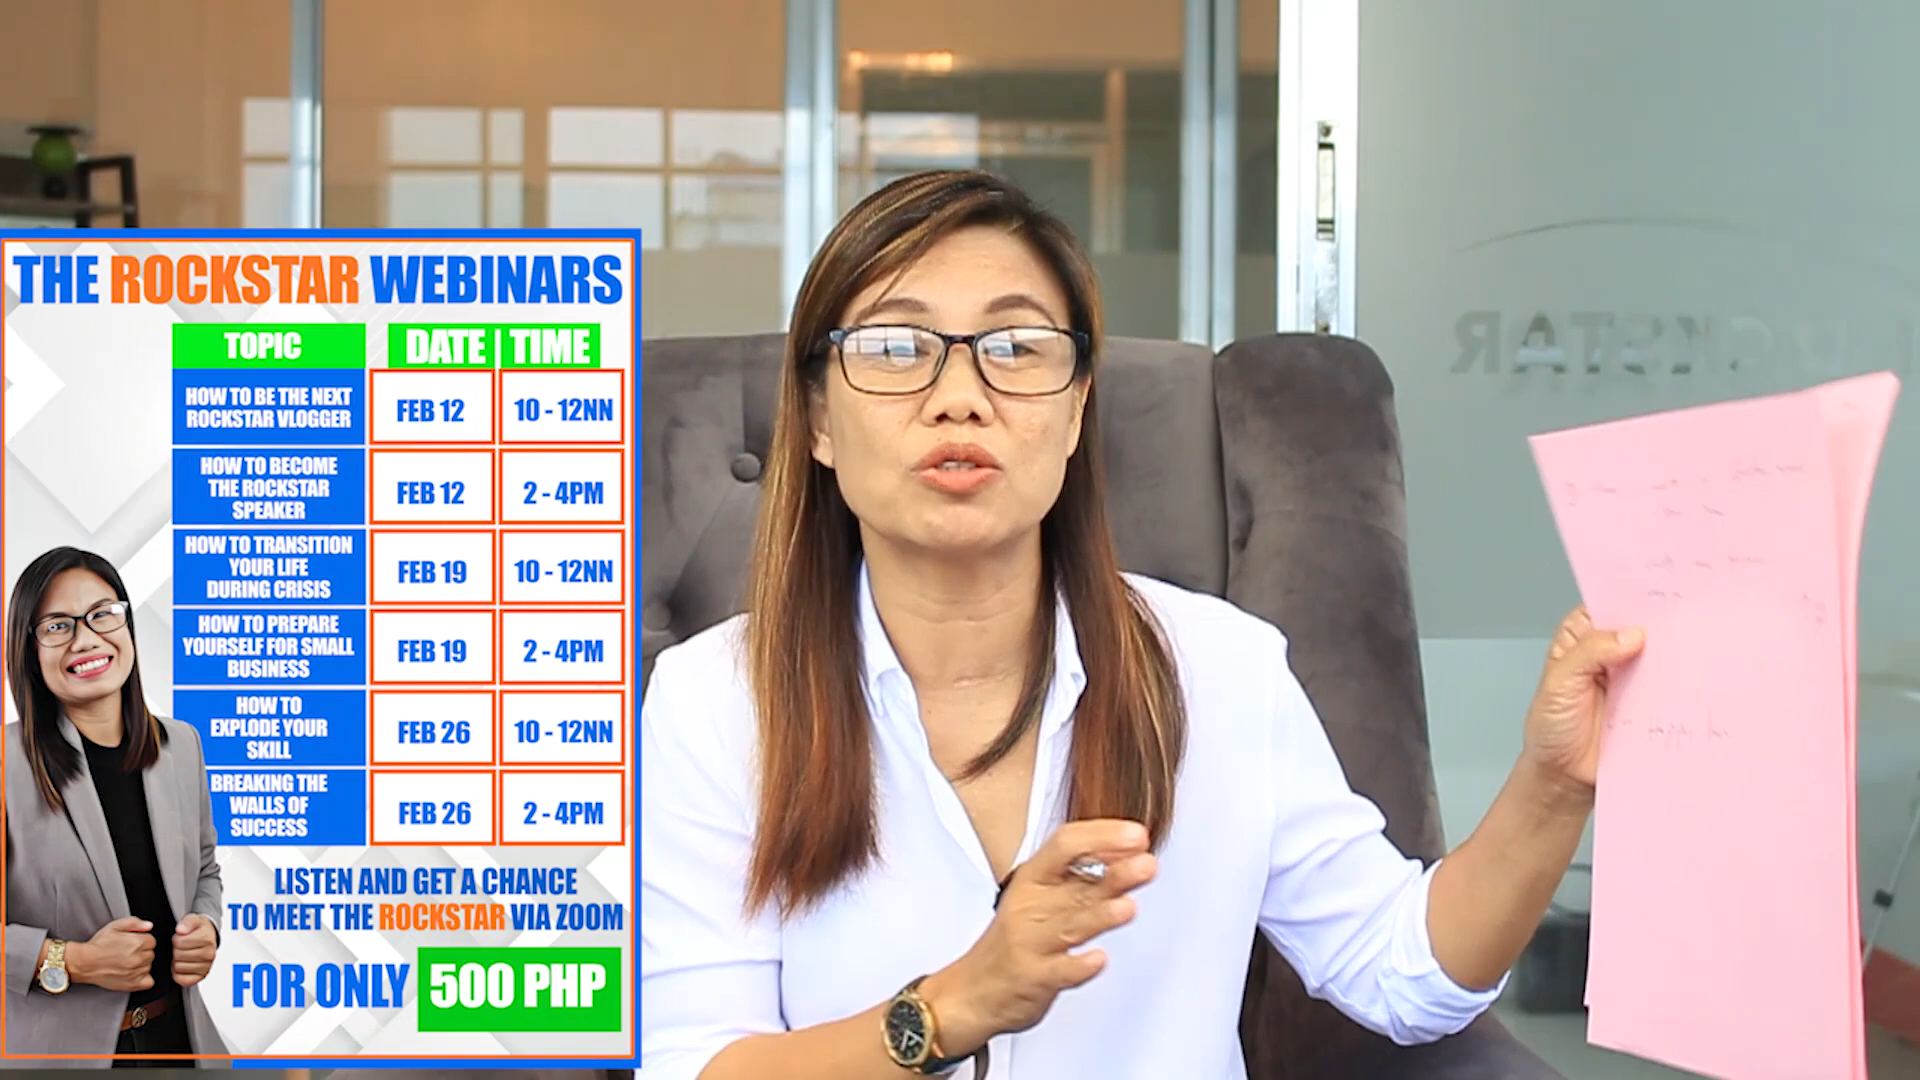 THE ROCKSTAR WEBINARS
TOPIC
DATE | TIME
HOW TO BE THE NEXT
ROCKSTAR VLOGGER
FEB 12
10 - 12NN
HOW TO BECOME
THE ROCKSTAR
SPEAKER
FEB 12
2 - 4PM
HOW TO TRANSITION
YOUR LIFE
DURING CRISIS
FEB 19
10 - 12NN
HOW TO PREPARE
YOURSELF FOR SMALL
BUSINESS
FEB 19
2 - 4PM
HOW TO
EXPLODE YOUR
SKILL
FEB 26
10 - 12NN
BREAKING THE
WALLS OF
SUCCESS
FEB 26
2 - 4PM
LISTEN AND GET A CHANCE
TO MEET THE ROCKSTAR VIA ZOOM
FOR ONLY 500 PHP
ROCKSTAR